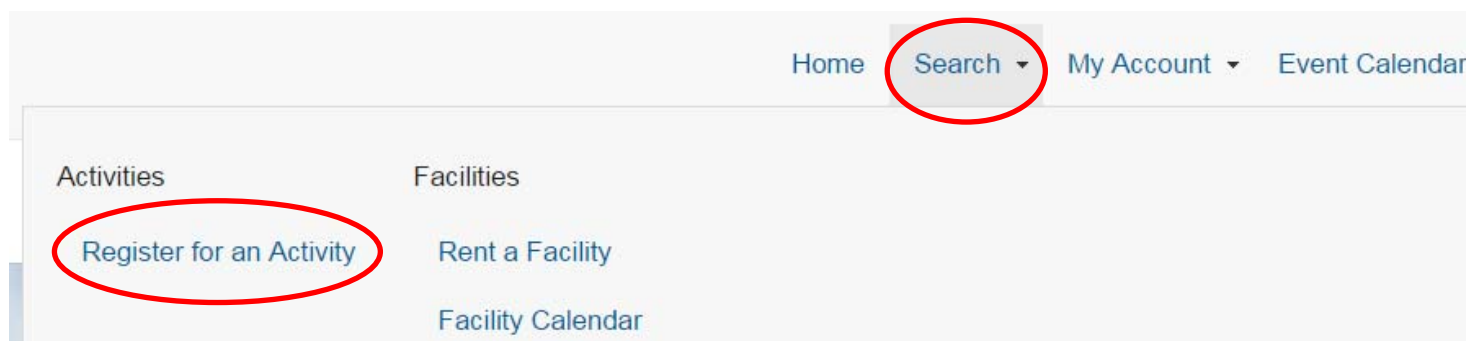 Home Search My Account Event Calendar
Activities Facilities
Register for an Activity Rent a Facility
Facility Calendar